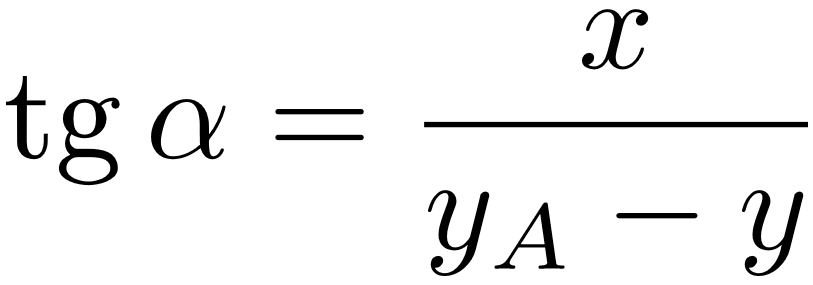 tg α = x / (y_A − y)